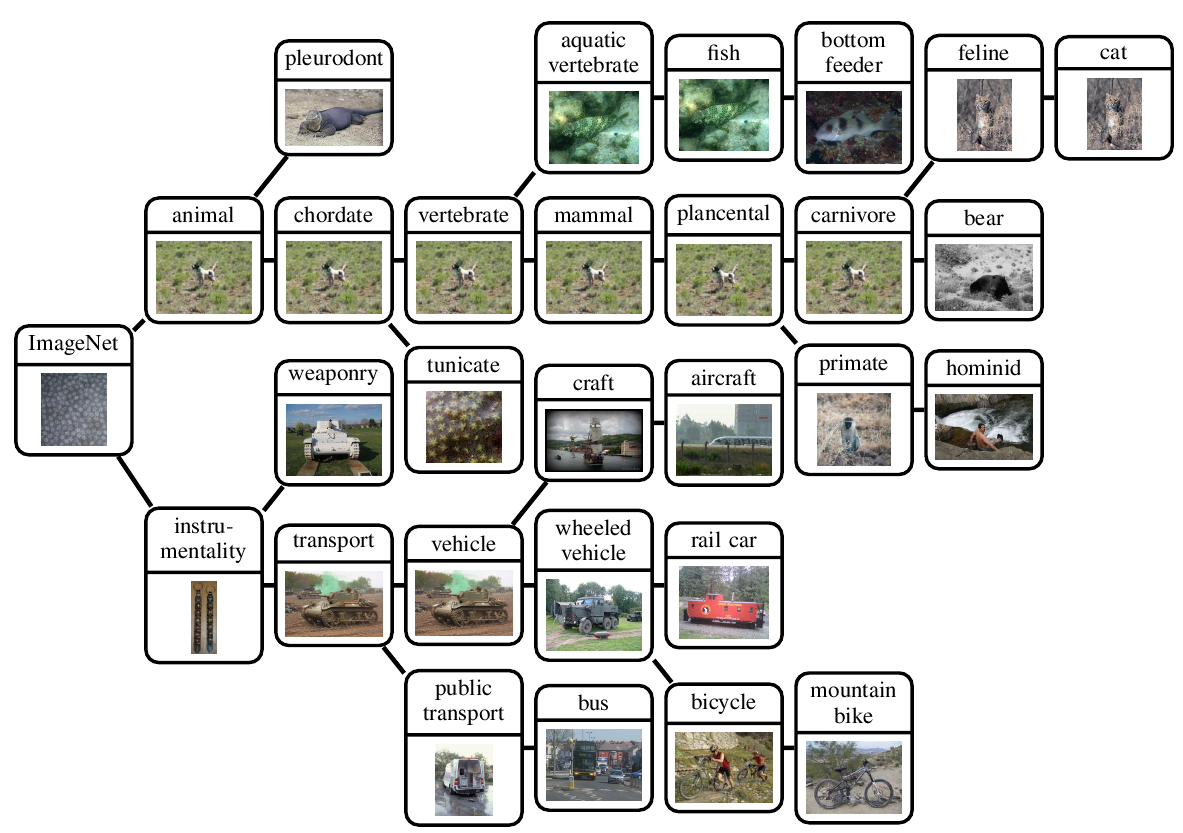 pleurodont
aquatic
vertebrate
fish
bottom
feeder
feline
cat
animal
chordate
vertebrate
mammal
plancental
carnivore
bear
ImageNet
weaponry
tunicate
craft
aircraft
primate
hominid
instru-
mentality
transport
vehicle
wheeled
vehicle
rail car
public
transport
bus
bicycle
mountain
bike